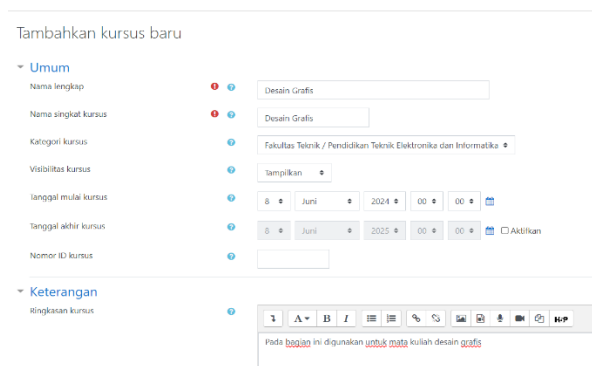 Tambahkan kursus baru
Umum
Nama lengkap
Desain Grafis
Nama singkat kursus
Desain Grafis
Kategori kursus
Fakultas Teknik / Pendidikan Teknik Elektronika dan Informatika
Visibilitas kursus
Tampilkan
Tanggal mulai kursus
8 Juni 2024 00 00
Tanggal akhir kursus
8 Juni 2025 00 00 Aktifkan
Nomor ID kursus
Keterangan
Ringkasan kursus
A B I H-P
Pada bagian ini digunakan untuk mata kuliah desain grafis